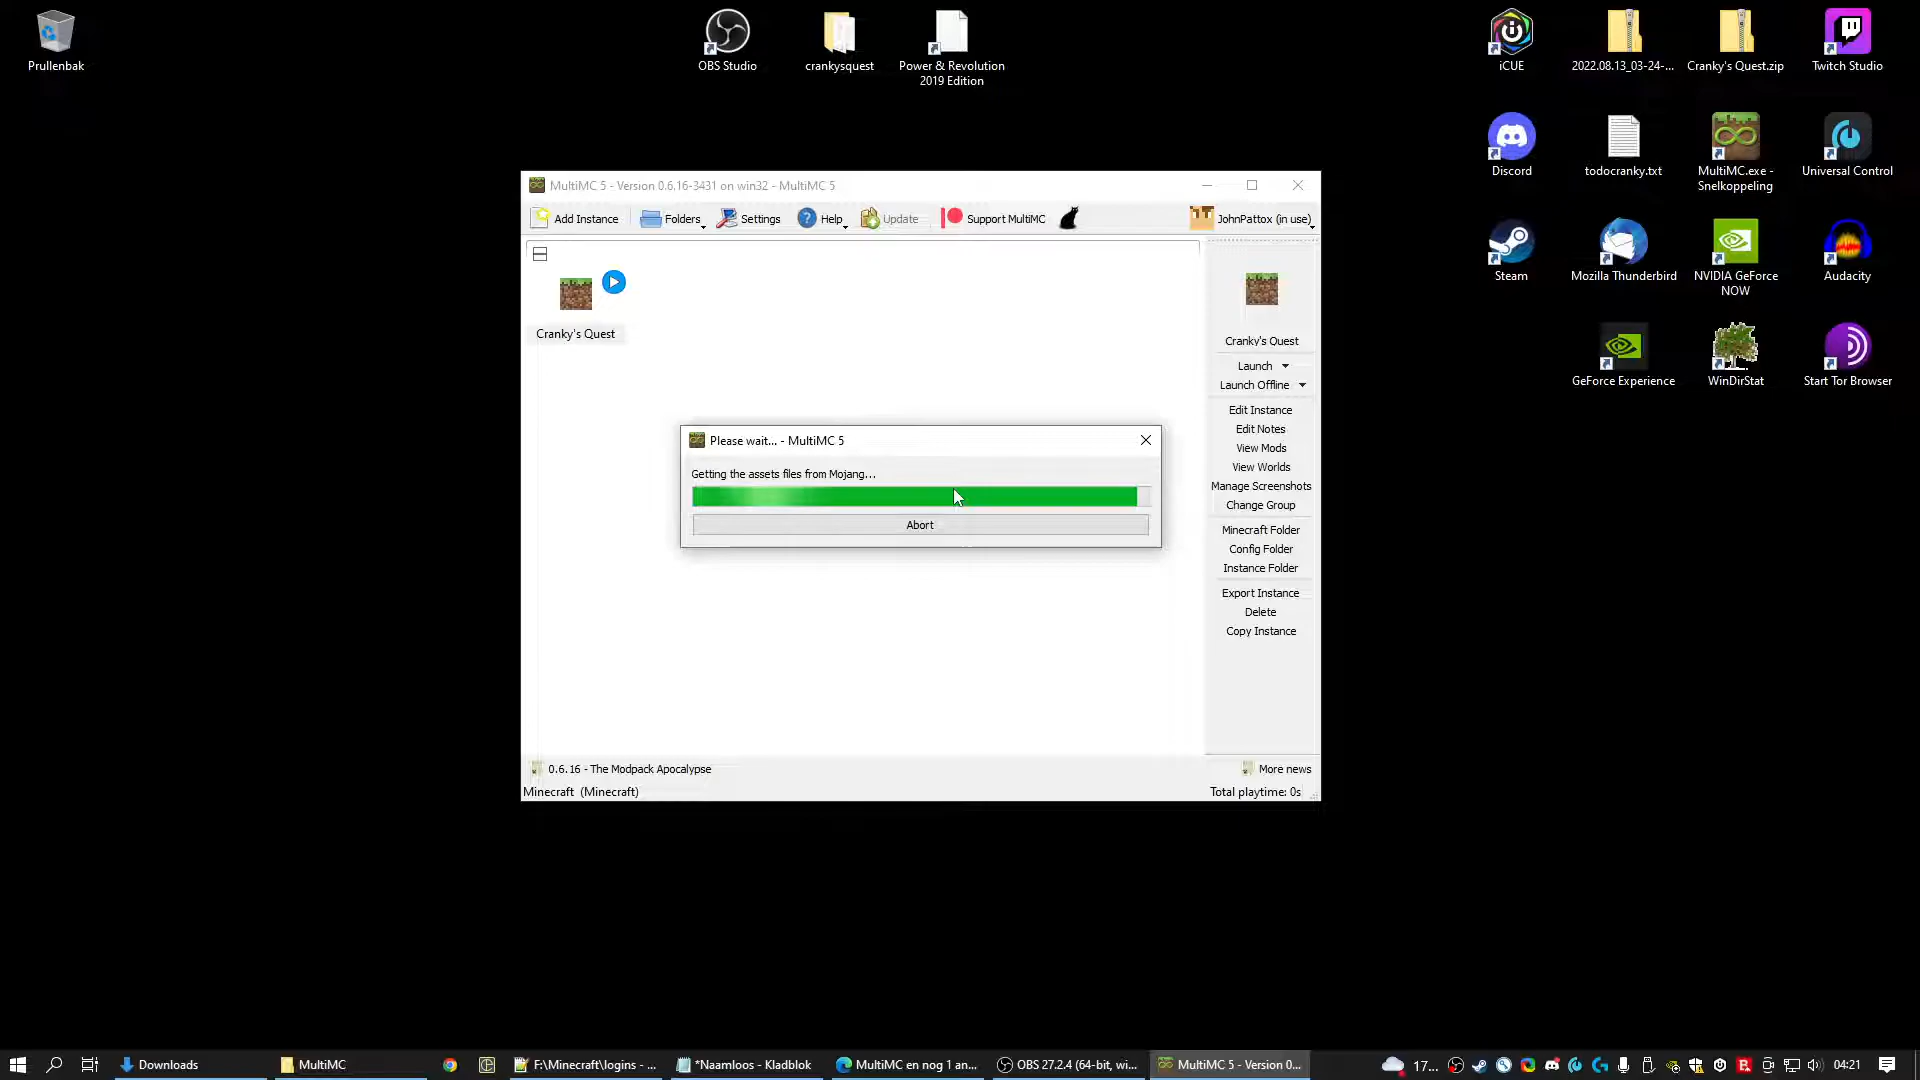 Prullenbak
OBS Studio
crankysquest
Power & Revolution
2019 Edition
iCUE
2022.08.13_03-24-...
Cranky's Quest.zip
Twitch Studio
Discord
todocranky.txt
MultiMC.exe -
Snelkoppeling
Universal Control
Steam
Mozilla Thunderbird
NVIDIA GeForce
NOW
Audacity
GeForce Experience
WinDirStat
Start Tor Browser
MultiMC 5 - Version 0.6.16-3431 on win32 - MultiMC 5
Add Instance
Folders
Settings
Help
Update
Support MultiMC
JohnPattox (in use)
Cranky's Quest
Cranky's Quest
Launch
Launch Offline
Edit Instance
Edit Notes
View Mods
View Worlds
Manage Screenshots
Change Group
Minecraft Folder
Config Folder
Instance Folder
Export Instance
Delete
Copy Instance
Please wait... - MultiMC 5
Getting the assets files from Mojang...
Abort
0.6.16 - The Modpack Apocalypse
More news
Minecraft (Minecraft)
Total playtime: 0s
Downloads
MultiMC
F:\Minecraft\logins - ...
*Naamloos - Kladblok
MultiMC en nog 1 an...
OBS 27.2.4 (64-bit, wi...
MultiMC 5 - Version 0...
17...
04:21